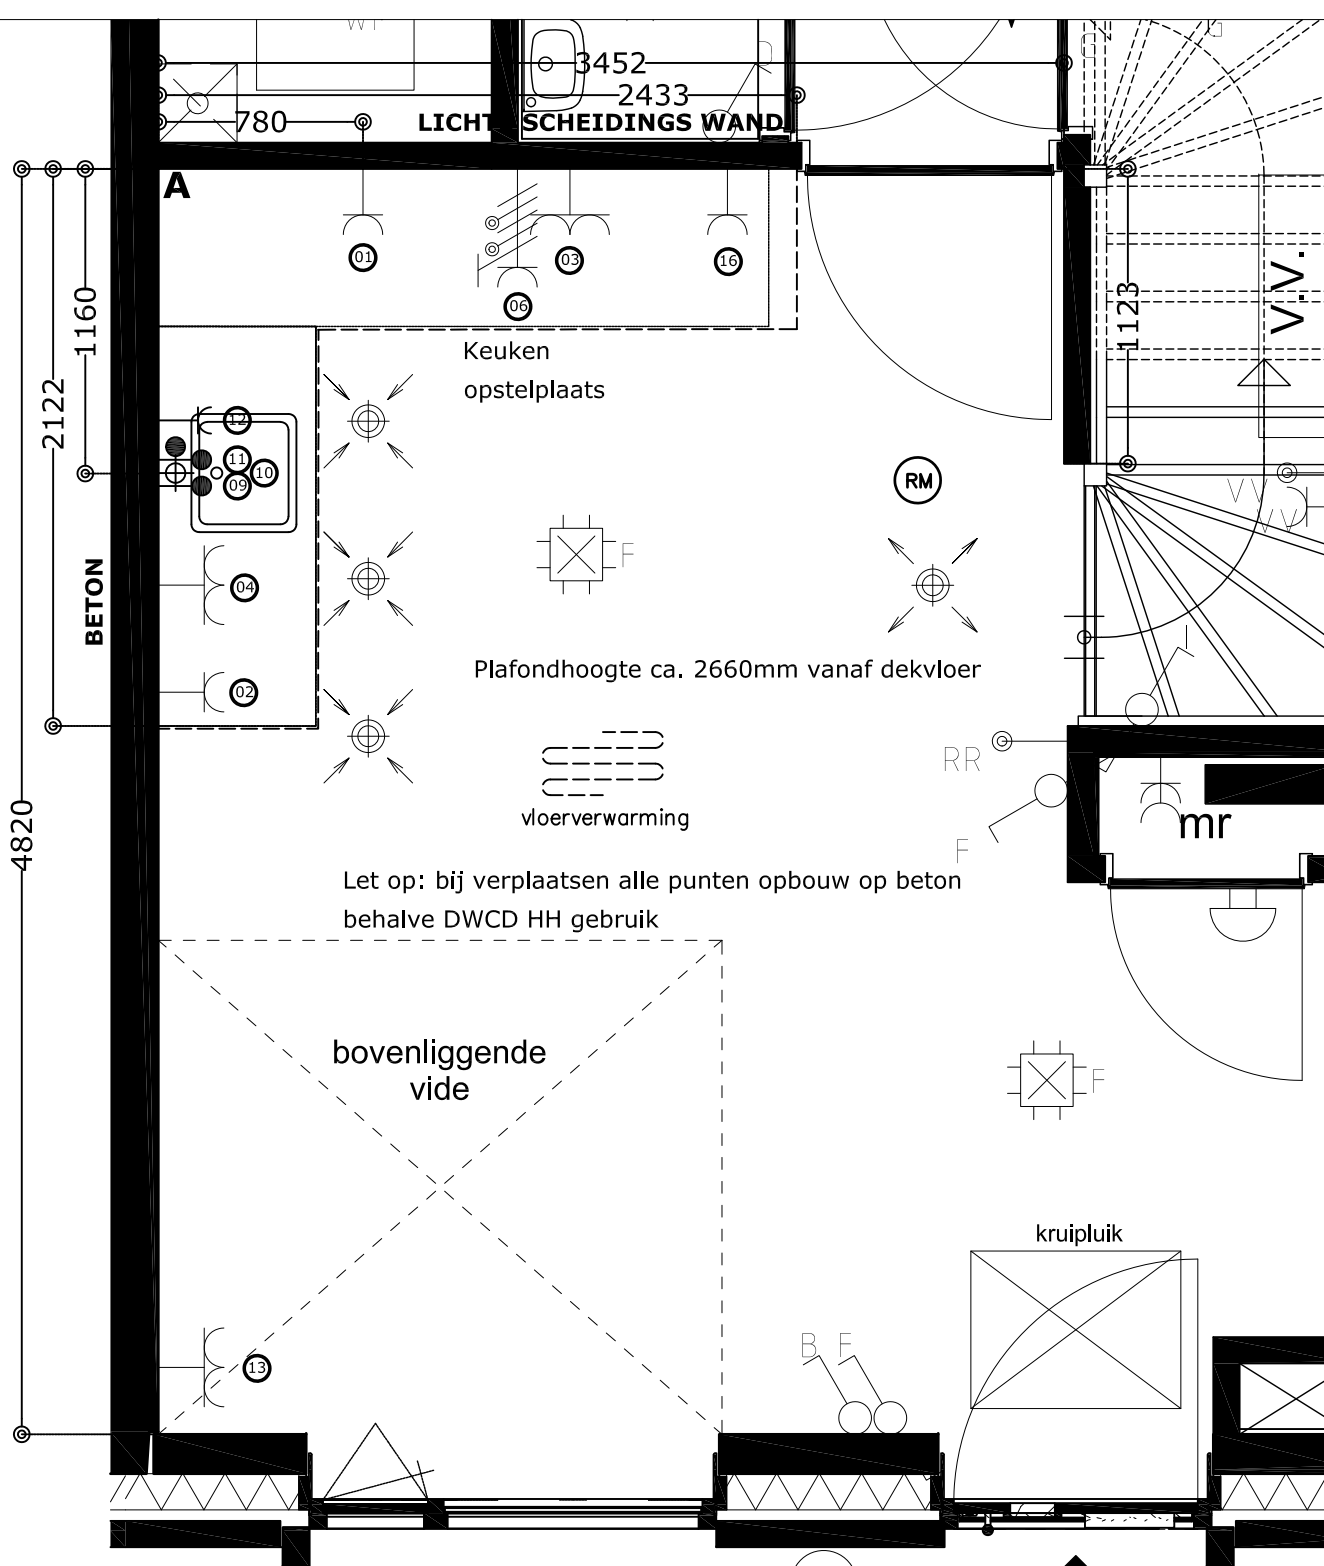 3452
2433
780
LICHTE SCHEIDINGS WAND
A
01
03
16
06
1160
2122
4820
1123
V.V.
Keuken
opstelplaats
12
11
10
09
RM
F
VV
VV
BETON
04
02
Plafondhoogte ca. 2660mm vanaf dekvloer
RR
F
mr
vloerverwarming
Let op: bij verplaatsen alle punten opbouw op beton
behalve DWCD HH gebruik
bovenliggende
vide
F
kruipluik
B F
13